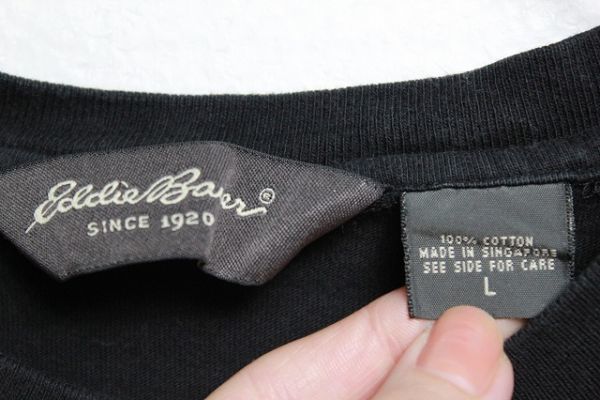 Eddie Bauer®
SINCE 1920
100% COTTON
MADE IN SINGAPORE
SEE SIDE FOR CARE
L